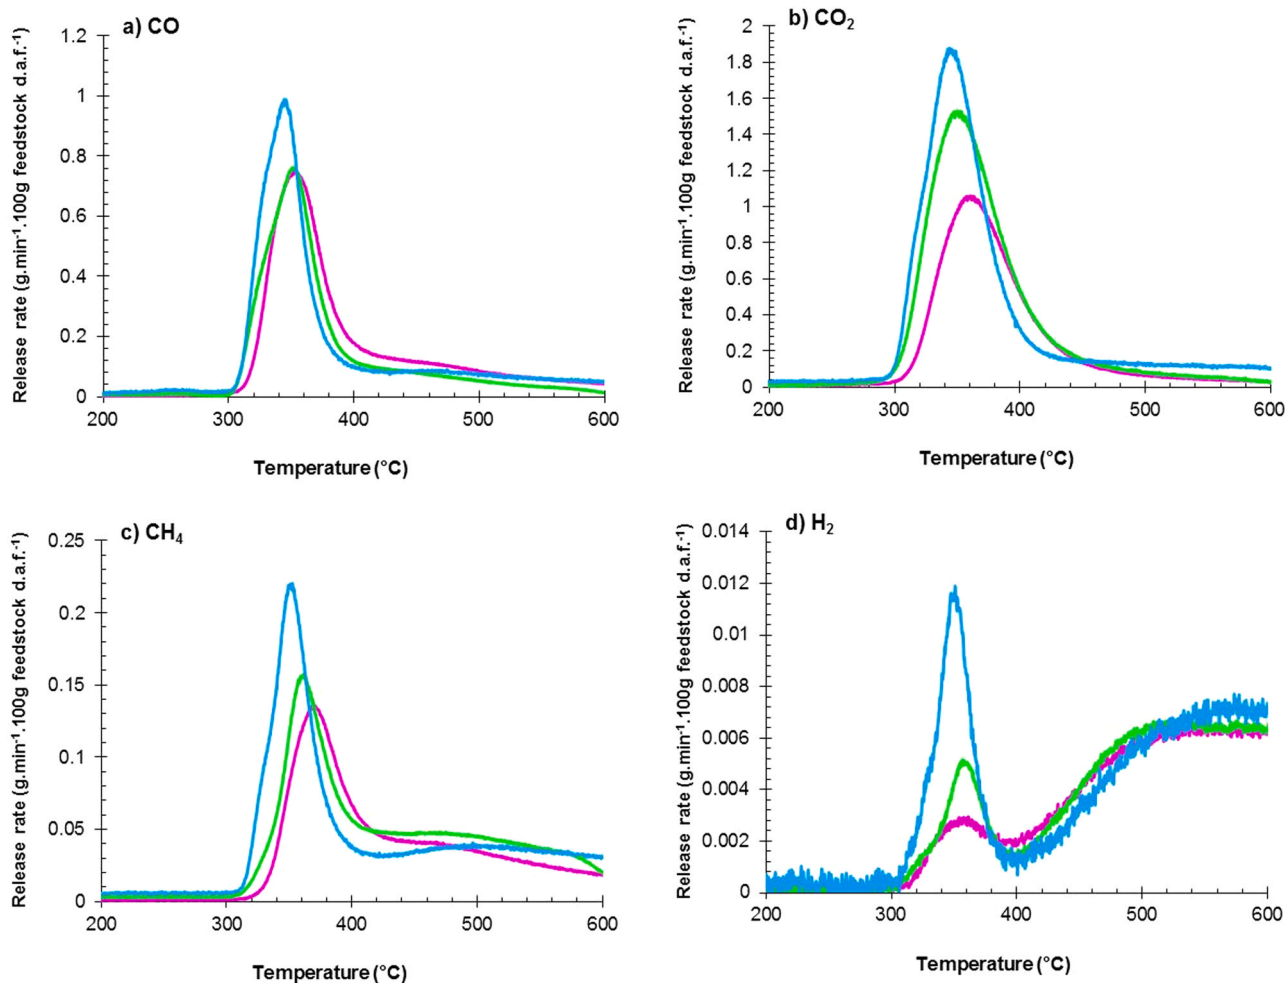 a) CO
Release rate (g.min⁻¹.100g feedstock d.a.f.⁻¹)
1.2
1
0.8
0.6
0.4
0.2
0
200 300 400 500 600
Temperature (°C)
b) CO₂
Release rate (g.min⁻¹.100g feedstock d.a.f.⁻¹)
2
1.8
1.6
1.4
1.2
1
0.8
0.6
0.4
0.2
0
200 300 400 500 600
Temperature (°C)
c) CH₄
Release rate (g.min⁻¹.100g feedstock d.a.f.⁻¹)
0.25
0.2
0.15
0.1
0.05
0
200 300 400 500 600
Temperature (°C)
d) H₂
Release rate (g.min⁻¹.100g feedstock d.a.f.⁻¹)
0.014
0.012
0.01
0.008
0.006
0.004
0.002
0
200 300 400 500 600
Temperature (°C)